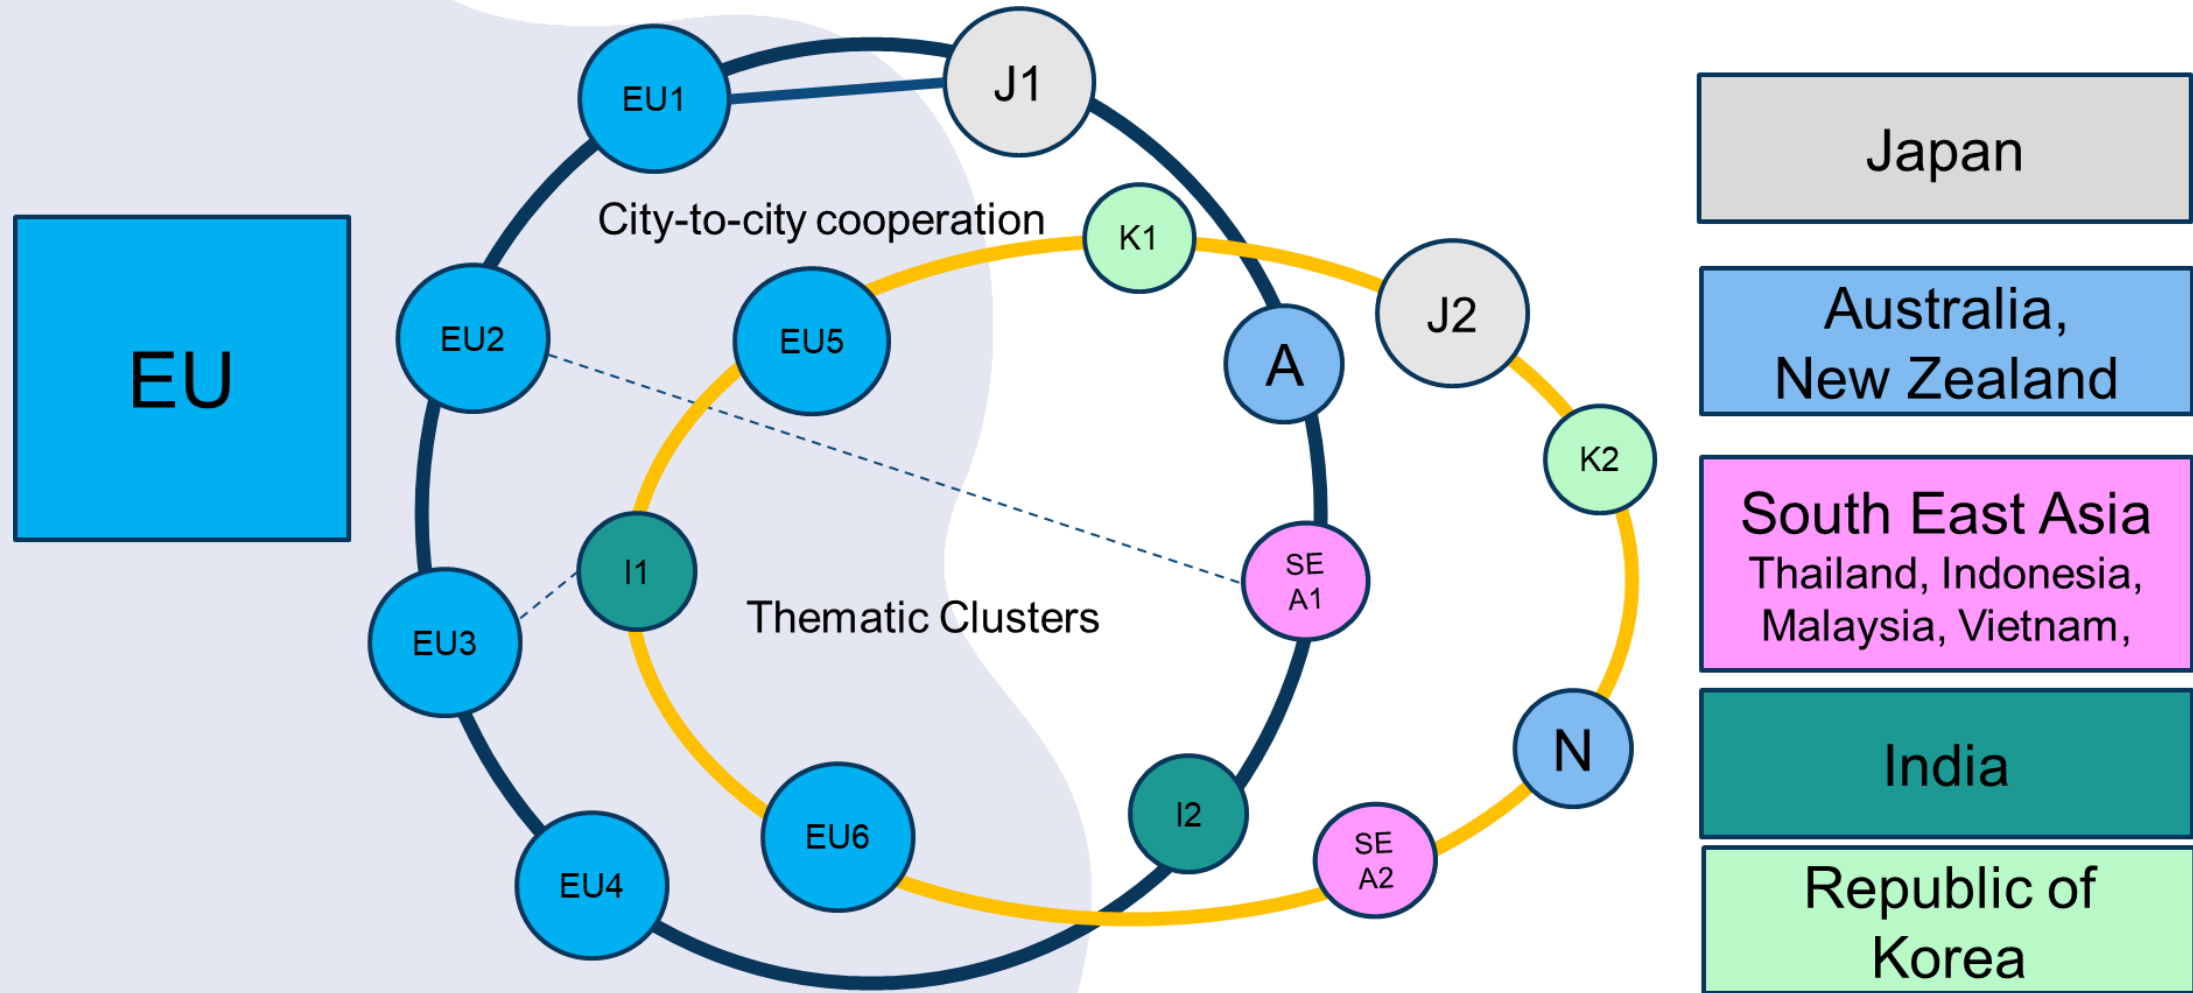 EU1
J1
Japan
City-to-city cooperation
K1
EU
EU2
EU5
A
J2
Australia,
New Zealand
K2
South East Asia
Thailand, Indonesia,
Malaysia, Vietnam,
I1
SE
A1
Thematic Clusters
EU3
N
India
I2
EU6
SE
A2
EU4
Republic of
Korea